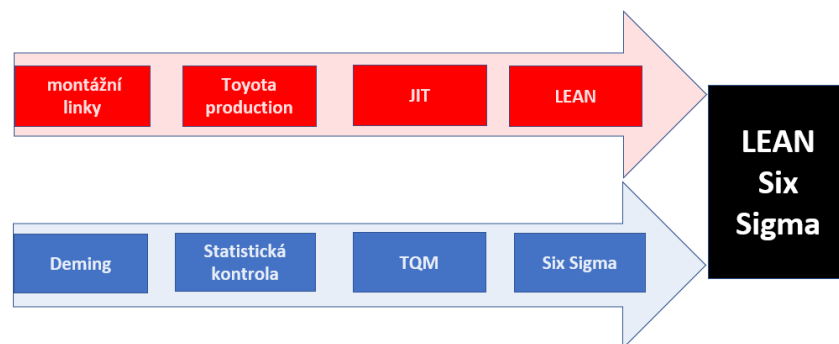 montážní
linky
Toyota
production
JIT
LEAN
Deming
Statistická
kontrola
TQM
Six Sigma
LEAN
Six
Sigma